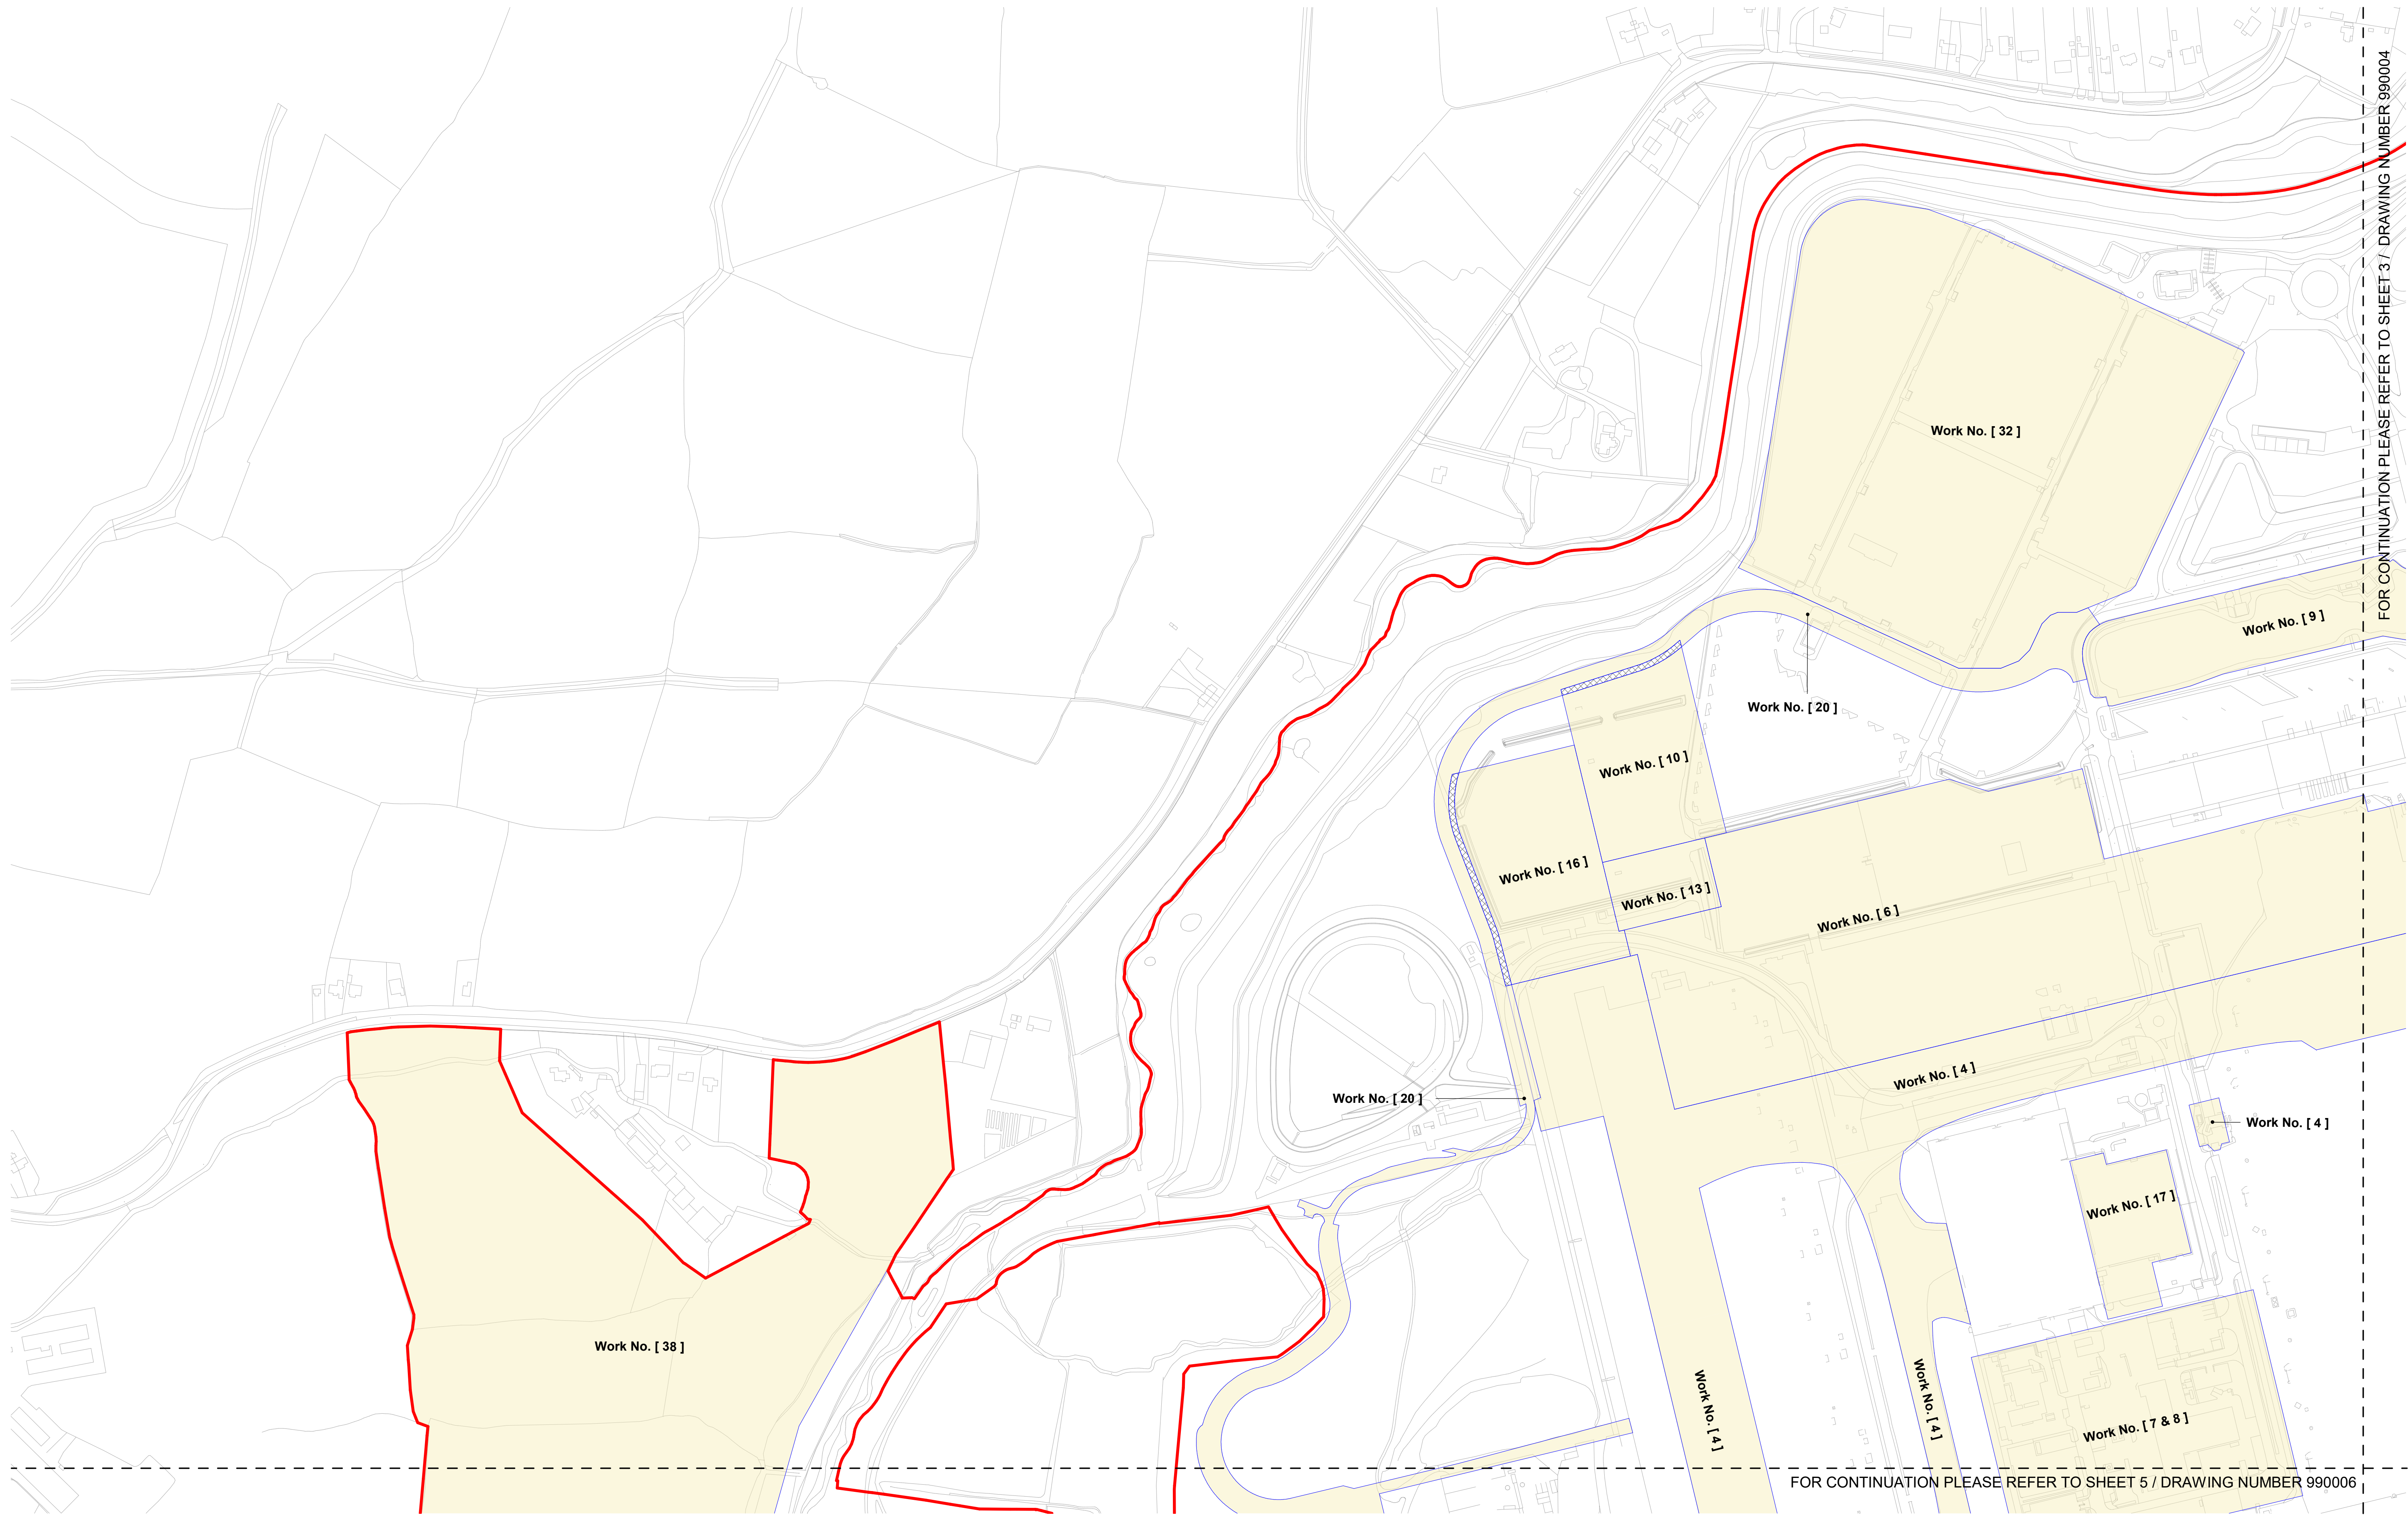 FOR CONTINUATION PLEASE REFER TO SHEET 3 / DRAWING NUMBER 990004
Work No. [ 32 ]
Work No. [ 9 ]
Work No. [ 20 ]
Work No. [ 10 ]
Work No. [ 16 ]
Work No. [ 13 ]
Work No. [ 6 ]
Work No. [ 4 ]
Work No. [ 20 ]
Work No. [ 4 ]
Work No. [ 17 ]
Work No. [ 38 ]
Work No. [ 4 ]
Work No. [ 4 ]
Work No. [ 7 & 8 ]
FOR CONTINUATION PLEASE REFER TO SHEET 5 / DRAWING NUMBER 990006